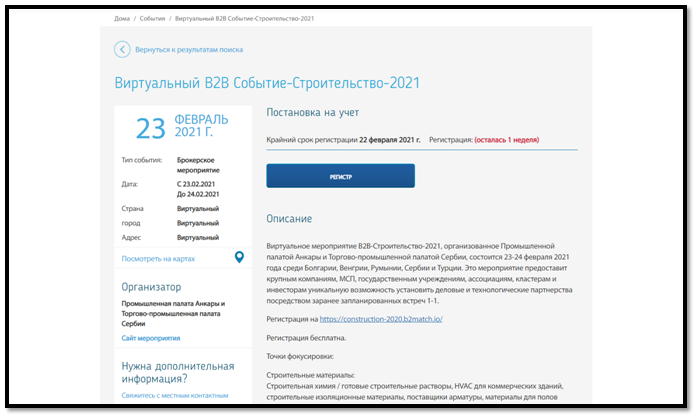 Дома / События / Виртуальный B2B Событие-Строительство-2021
Вернуться к результатам поиска
Виртуальный B2B Событие-Строительство-2021
23 ФЕВРАЛЬ
2021 Г.
Тип события: Брокерское
мероприятие
Дата: С 23.02.2021
До 24.02.2021
Страна Виртуальный
город Виртуальный
Адрес Виртуальный
Посмотреть на картах
Организатор
Промышленная палата Анкары и
Торгово-промышленная палата
Сербии
Сайт мероприятия
Нужна дополнительная
информация?
Свяжитесь с местным контактным
Постановка на учет
Крайний срок регистрации 22 февраля 2021 г. Регистрация: (осталась 1 неделя)
РЕГИСТР
Описание
Виртуальное мероприятие B2B-Строительство-2021, организованное Промышленной
палатой Анкары и Торгово-промышленной палатой Сербии, состоится 23-24 февраля 2021
года среди Болгарии, Венгрии, Румынии, Сербии и Турции. Это мероприятие предоставит
крупным компаниям, МСП, государственным учреждениям, ассоциациям, кластерам и
инвесторам уникальную возможность установить деловые и технологические партнерства
посредством заранее запланированных встреч 1-1.
Регистрация на https://construction-2020.b2match.io/
Регистрация бесплатна.
Точки фокусировки:
Строительные материалы:
Строительная химия / готовые строительные растворы, HVAC для коммерческих зданий,
строительные изоляционные материалы, поставщики арматуры, материалы для полов